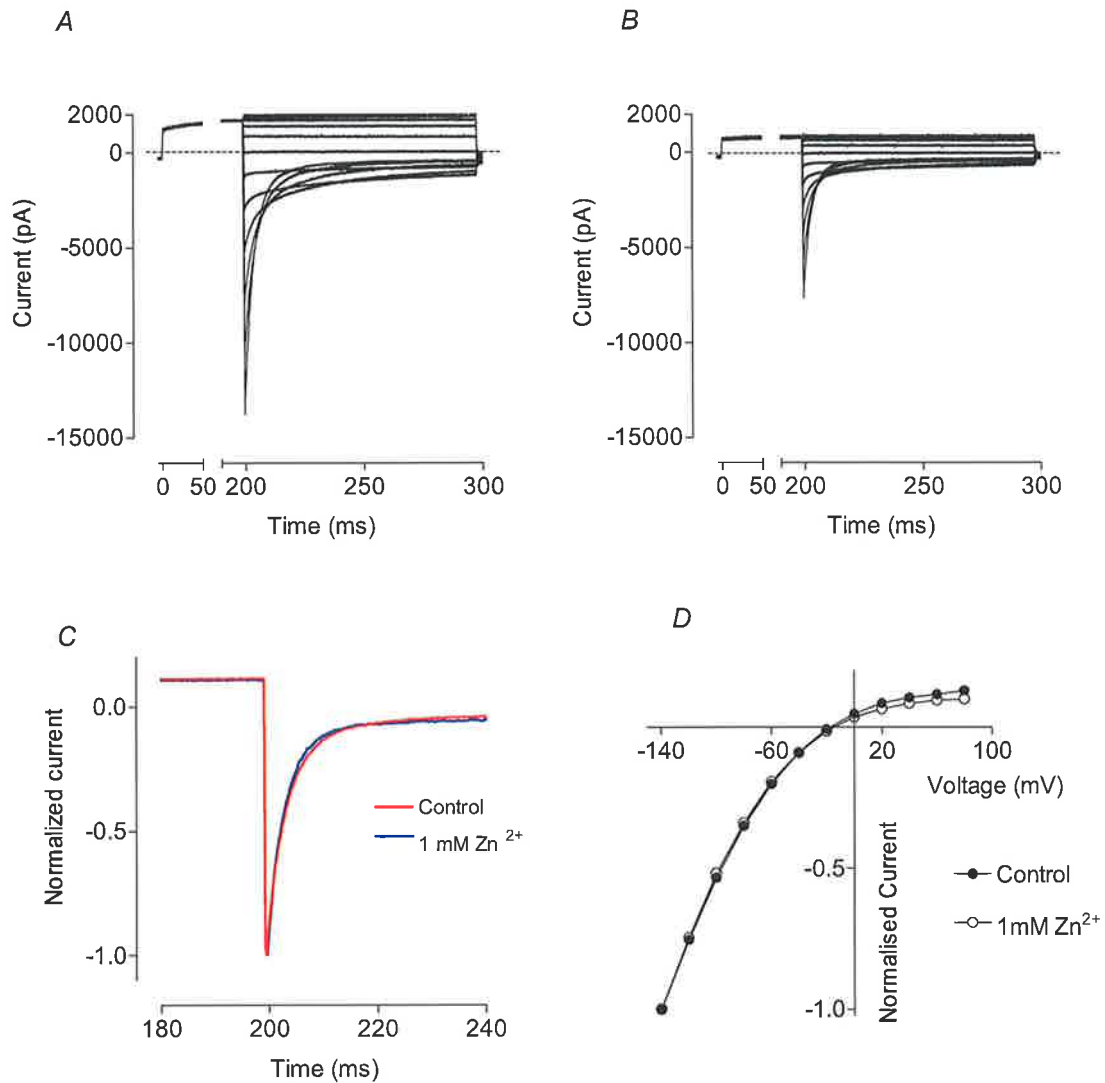 A
B
2000
0
-5000
-10000
-15000
Current (pA)
0 50 200 250 300
Time (ms)
2000
0
-5000
-10000
-15000
Current (pA)
0 50 200 250 300
Time (ms)
C
0.0
-0.5
-1.0
Normalized current
Control
1 mM Zn 2+
180 200 220 240
Time (ms)
D
-140 -60 20 100
Voltage (mV)
-0.5
-1.0
Normalised Current
Control
1mM Zn2+